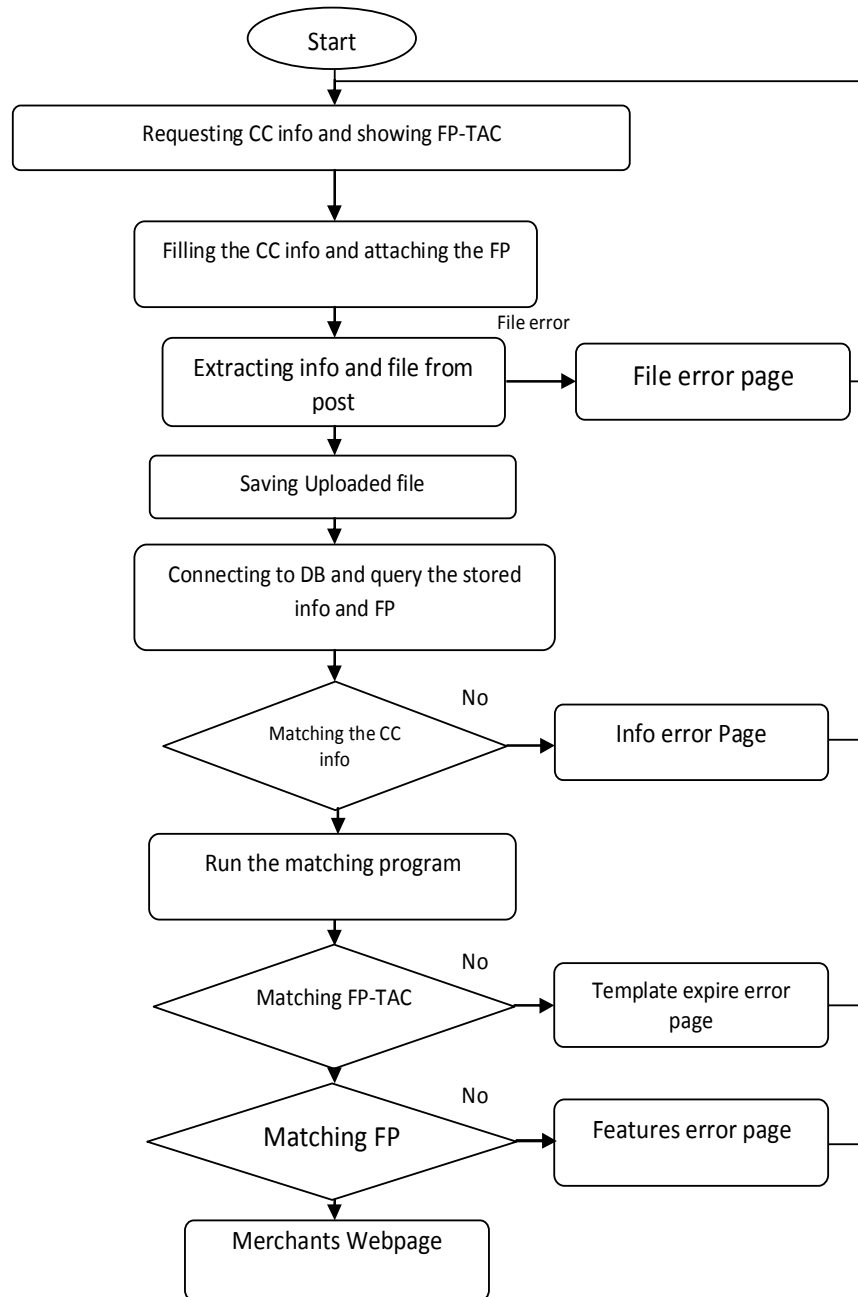 Start
Requesting CC info and showing FP-TAC
Filling the CC info and attaching the FP
File error
Extracting info and file from
post
File error page
Saving Uploaded file
Connecting to DB and query the stored
info and FP
No
Matching the CC
info
Info error Page
Run the matching program
No
Matching FP-TAC
Template expire error
page
No
Matching FP
Features error page
Merchants Webpage